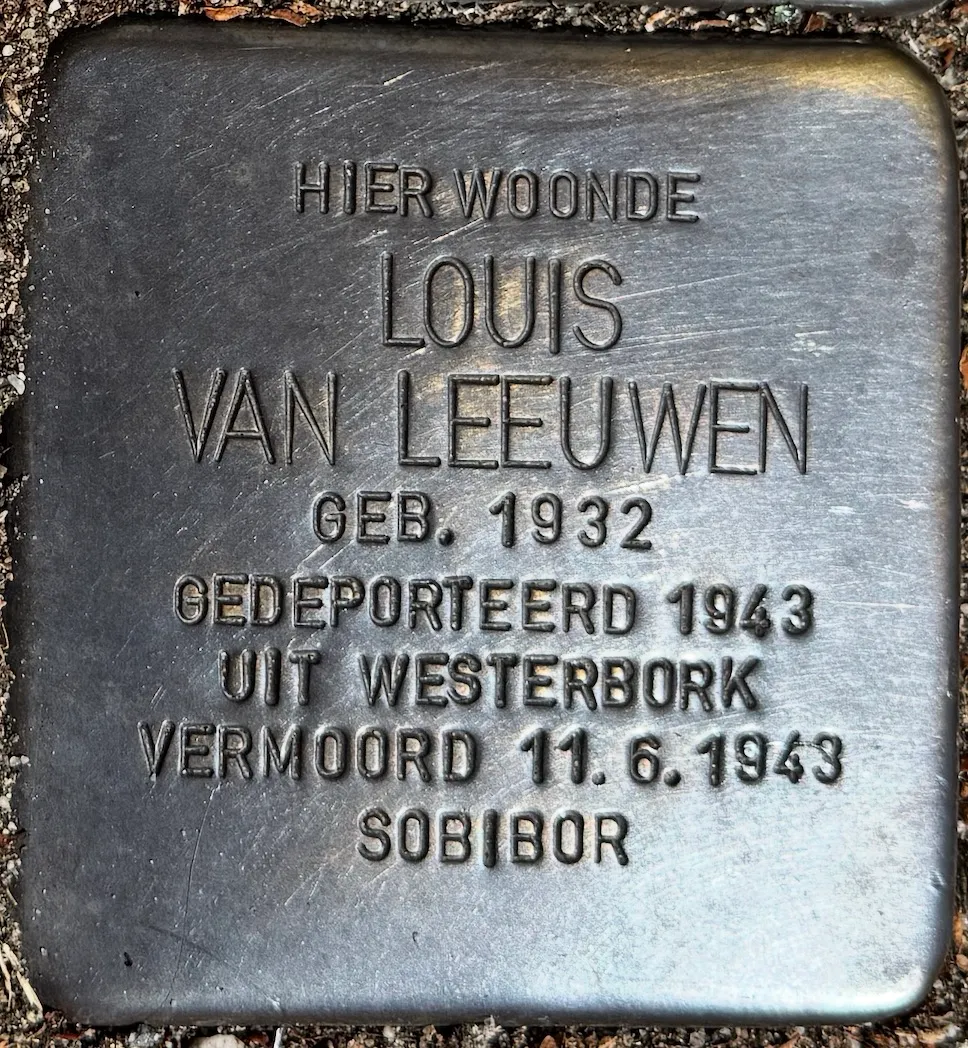 HIER WOONDE
LOUIS
VAN LEEUWEN
GEB. 1932
GEDEPORTEERD 1943
UIT WESTERBORK
VERMOORD 11.6.1943
SOBIBOR